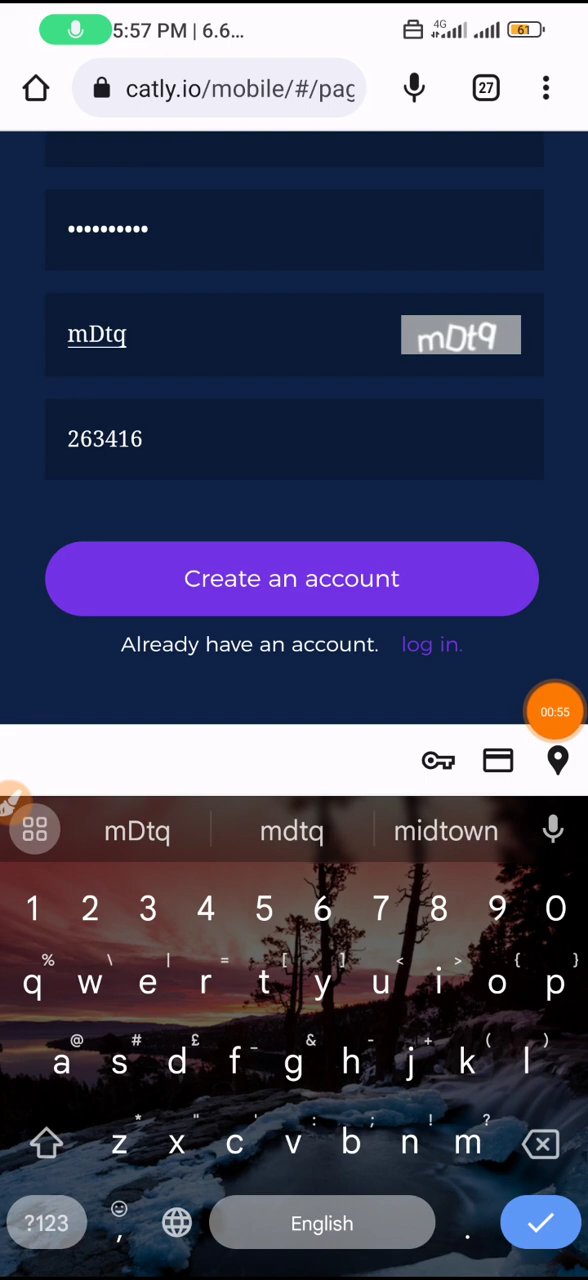 5:57 PM | 6.6...
4G
61
catly.io/mobile/#/pag
27
••••••••••
mDtq
mDtq
263416
Create an account
Already have an account. log in.
00:55
mDtq mdtq midtown
1 2 3 4 5 6 7 8 9 0
% \ | = [ ] < > { }
q w e r t y u i o p
@ # £ _ & - + ( )
a s d f g h j k l
* " ' : ; ! ?
z x c v b n m
?123 , English .